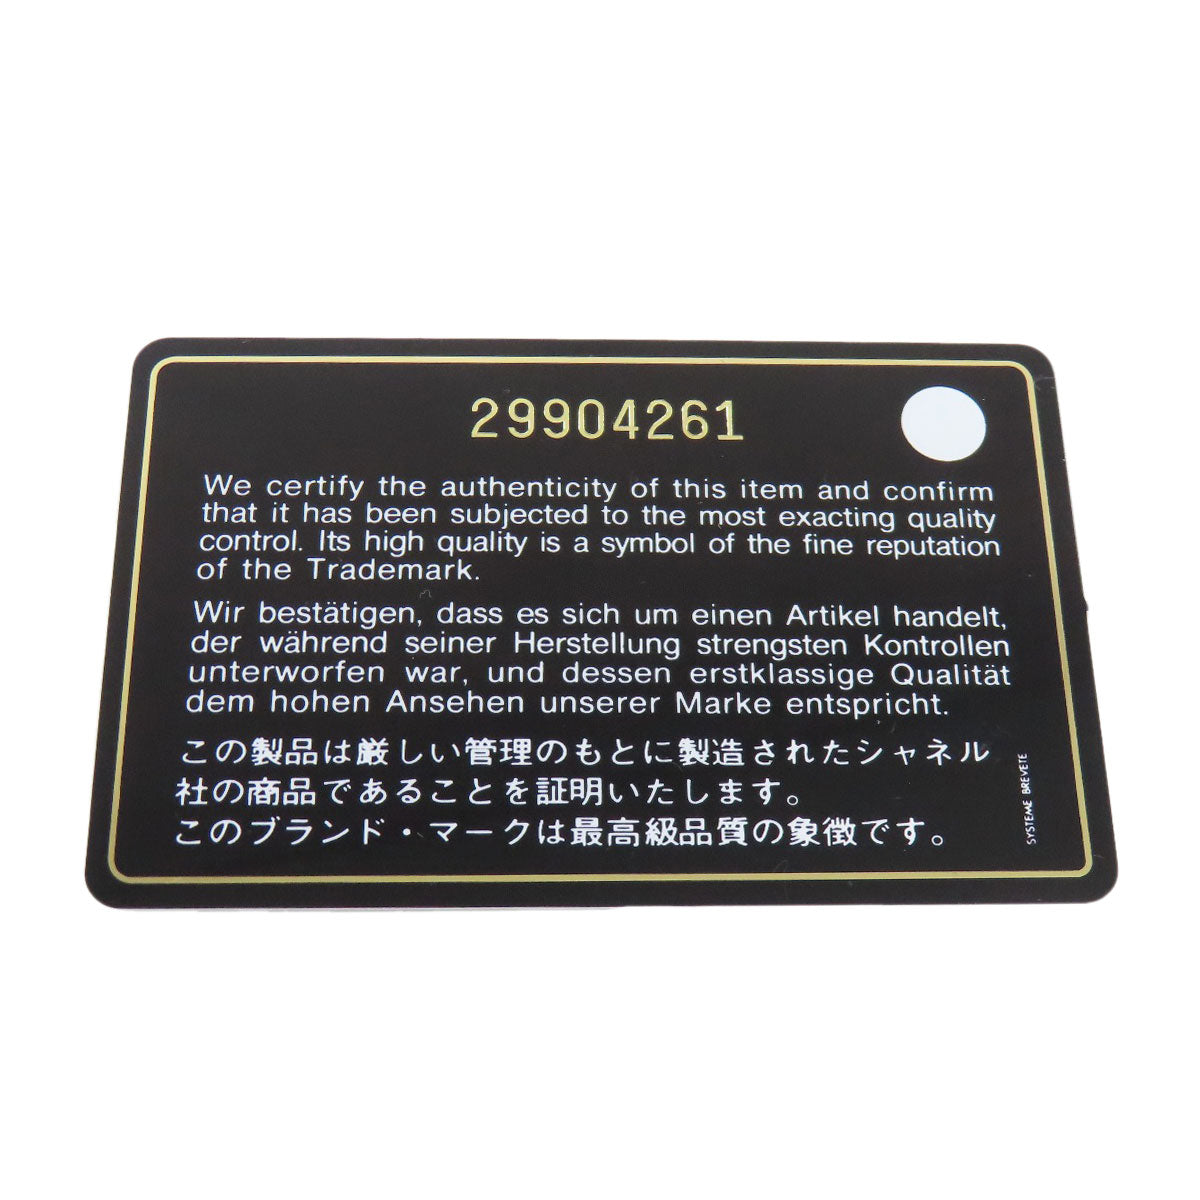 29904261
We certify the authenticity of this item and confirm
that it has been subjected to the most exacting quality
control. Its high quality is a symbol of the fine reputation
of the Trademark.
Wir bestätigen, dass es sich um einen Artikel handelt,
der während seiner Herstellung strengsten Kontrollen
unterworfen war, und dessen erstklassige Qualität
dem hohen Ansehen unserer Marke entspricht.
この製品は厳しい管理のもとに製造されたシャネル
社の商品であることを証明いたします。
このブランド・マークは最高級品質の象徴です。
SYSTEME BREVETE